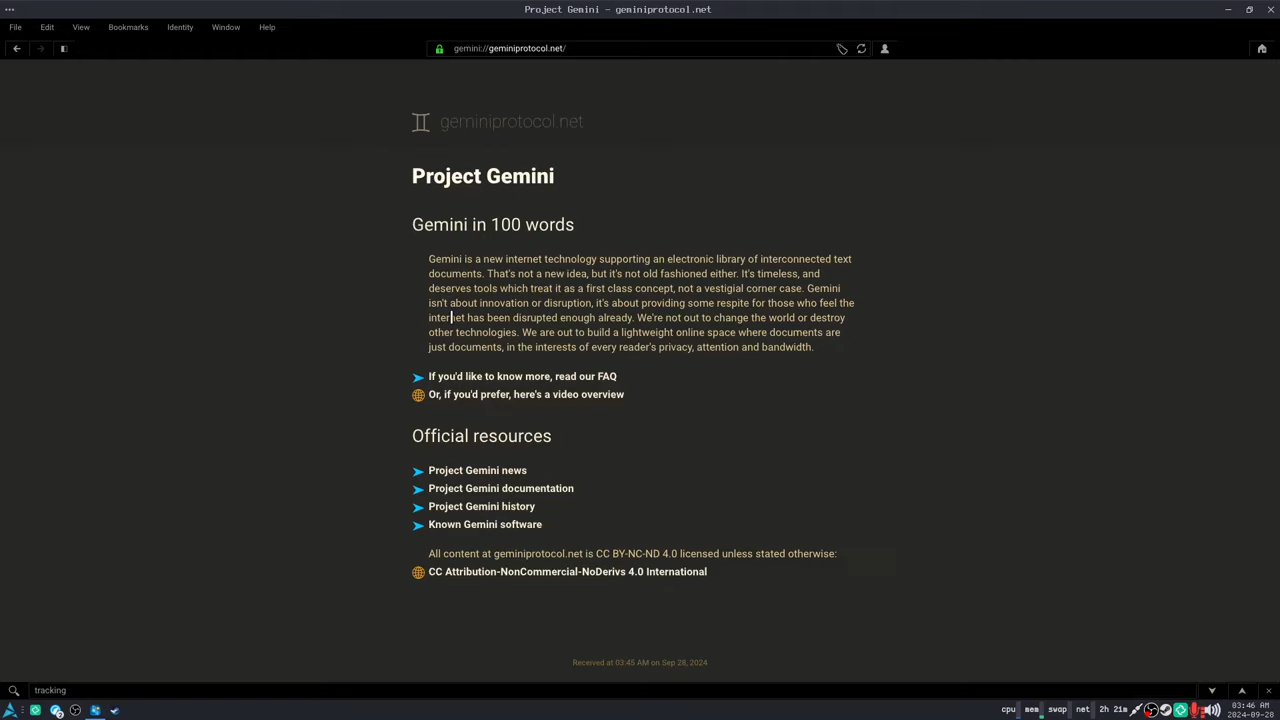 Project Gemini — geminiprotocol.net
File Edit View Bookmarks Identity Window Help
gemini://geminiprotocol.net/
geminiprotocol.net
Project Gemini
Gemini in 100 words
Gemini is a new internet technology supporting an electronic library of interconnected text
documents. That's not a new idea, but it's not old fashioned either. It's timeless, and
deserves tools which treat it as a first class concept, not a vestigial corner case. Gemini
isn't about innovation or disruption, it's about providing some respite for those who feel the
internet has been disrupted enough already. We're not out to change the world or destroy
other technologies. We are out to build a lightweight online space where documents are
just documents, in the interests of every reader's privacy, attention and bandwidth.
If you'd like to know more, read our FAQ
Or, if you'd prefer, here's a video overview
Official resources
Project Gemini news
Project Gemini documentation
Project Gemini history
Known Gemini software
All content at geminiprotocol.net is CC BY-NC-ND 4.0 licensed unless stated otherwise:
CC Attribution-NonCommercial-NoDerivs 4.0 International
Received at 03:45 AM on Sep 28, 2024
tracking
cpu mem swap net 2h 21m 03:46 AM
2024-09-28